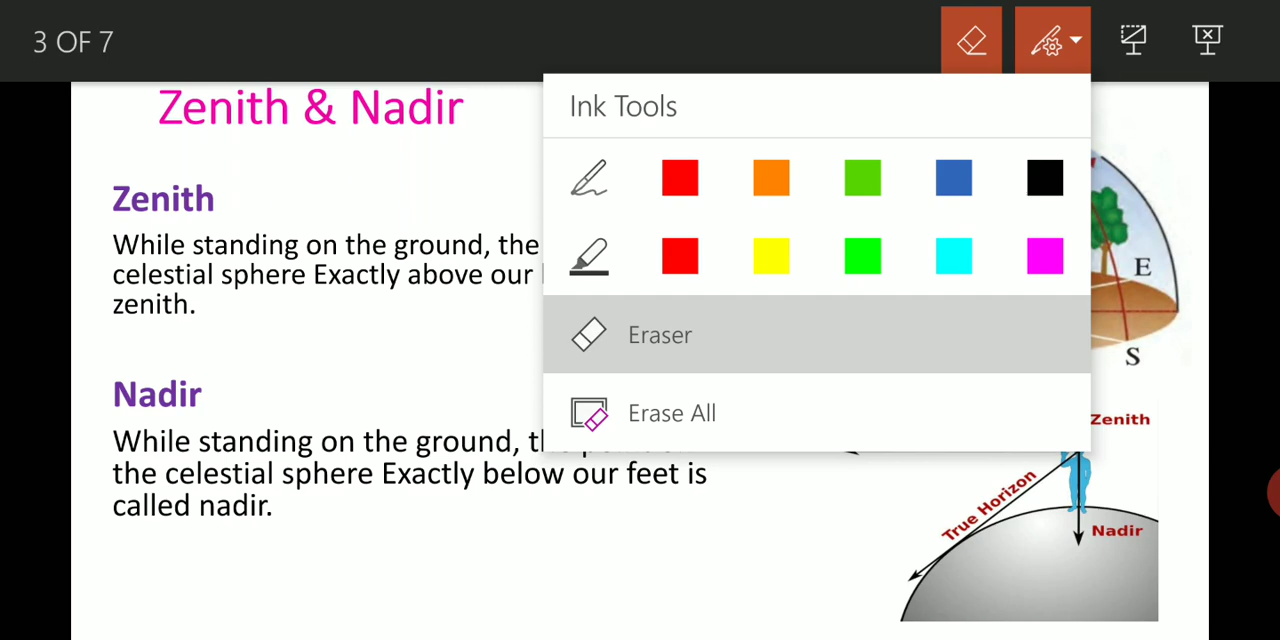 3 OF 7
Zenith & Nadir
Ink Tools
Zenith
While standing on the ground, the
celestial sphere Exactly above our
zenith.
Eraser
Erase All
Nadir
While standing on the ground,
the celestial sphere Exactly below our feet is
called nadir.
E
S
Zenith
True Horizon
Nadir